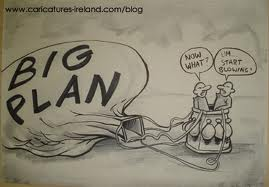 www.caricatures-ireland.com/blog
BIG
PLAN
NOW
WHAT?
I'M
START
BLOWING!